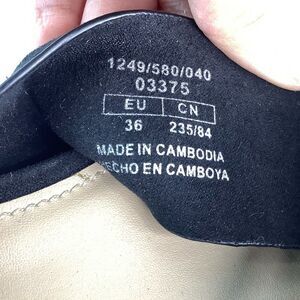 1249/580/040
03375
EU CN
36 235/84
MADE IN CAMBODIA
HECHO EN CAMBOYA